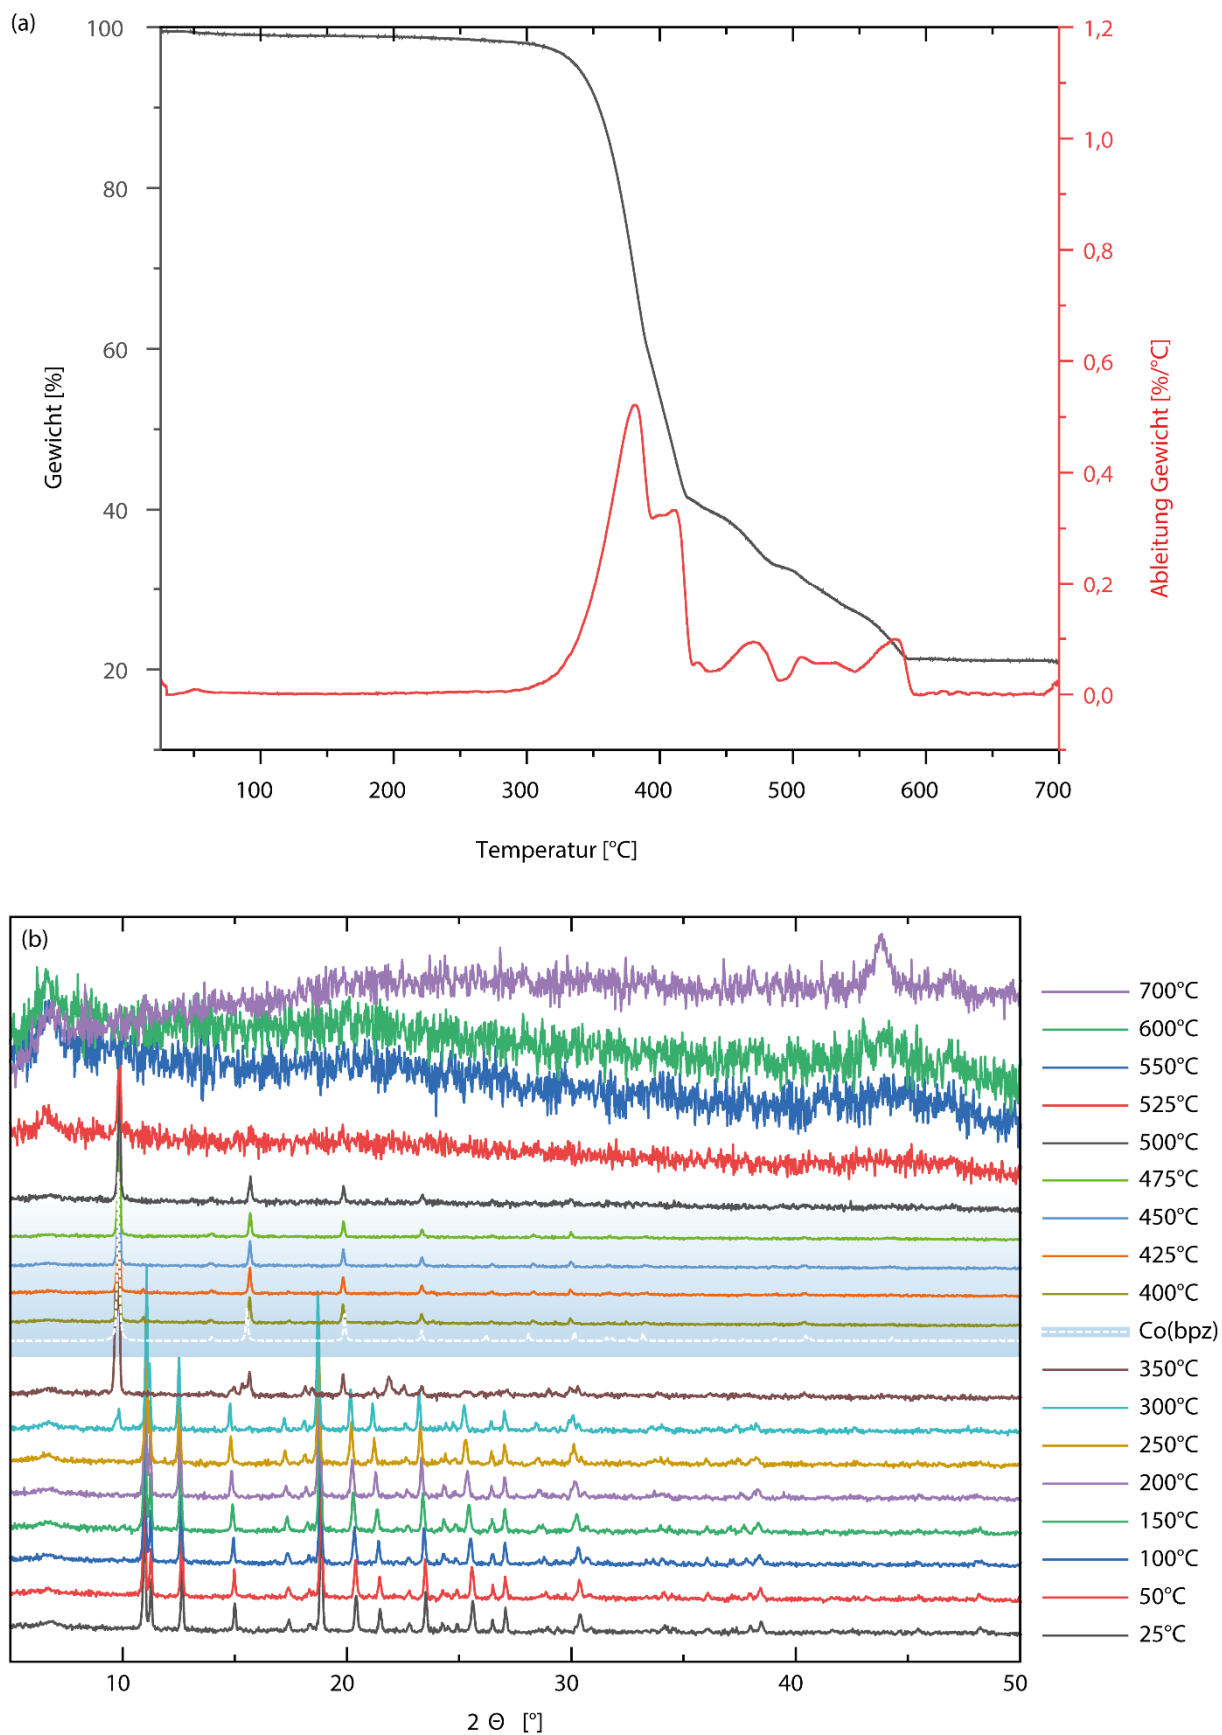 (a)
100
80
60
40
20
Gewicht [%]
1,2
1,0
0,8
0,6
0,4
0,2
0,0
Ableitung Gewicht [%/°C]
100 200 300 400 500 600 700
Temperatur [°C]
(b)
700°C
600°C
550°C
525°C
500°C
475°C
450°C
425°C
400°C
Co(bpz)
350°C
300°C
250°C
200°C
150°C
100°C
50°C
25°C
10 20 30 40 50
2 Θ [°]